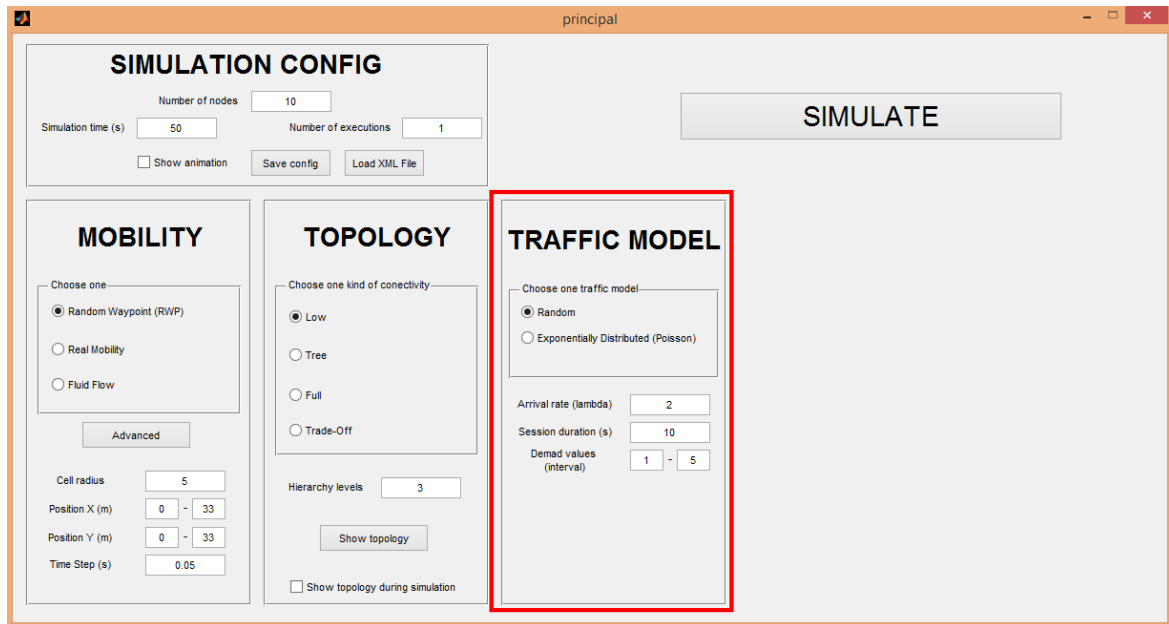 principal
SIMULATION CONFIG
Number of nodes 10
Simulation time (s) 50 Number of executions 1
Show animation Save config Load XML File
SIMULATE
MOBILITY
Choose one
Random Waypoint (RWP)
Real Mobility
Fluid Flow
Advanced
Cell radius 5
Position X (m) 0 - 33
Position Y (m) 0 - 33
Time Step (s) 0.05
TOPOLOGY
Choose one kind of conectivity
Low
Tree
Full
Trade-Off
Hierarchy levels 3
Show topology
Show topology during simulation
TRAFFIC MODEL
Choose one traffic model
Random
Exponentially Distributed (Poisson)
Arrival rate (lambda) 2
Session duration (s) 10
Demad values
(interval) 1 - 5